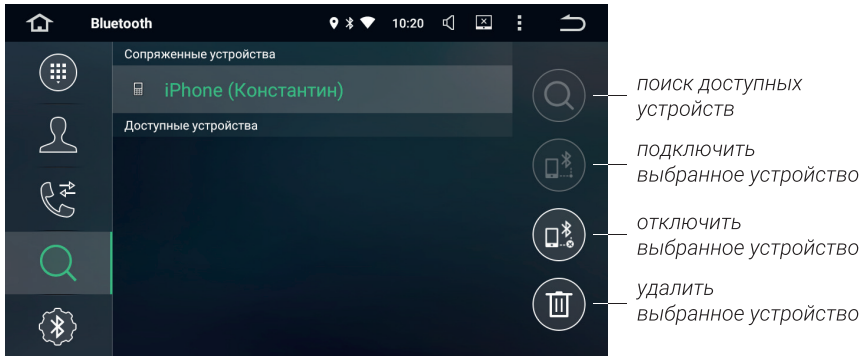 Bluetooth
10:20
Сопряженные устройства
iPhone (Константин)
Доступные устройства
поиск доступных
устройств
подключить
выбранное устройство
отключить
выбранное устройство
удалить
выбранное устройство